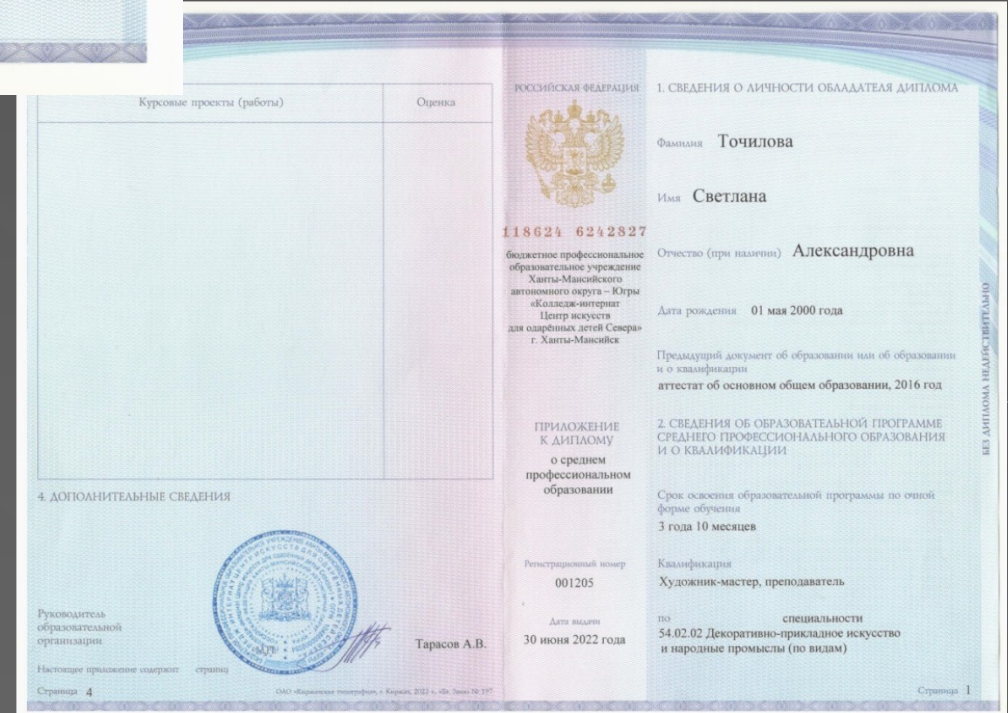 Курсовые проекты (работы)
Оценка
4. ДОПОЛНИТЕЛЬНЫЕ СВЕДЕНИЯ
Руководитель
образовательной
организации
М.П.
Тарасов А.В.
Настоящее приложение содержит страниц
Страница 4
РОССИЙСКАЯ ФЕДЕРАЦИЯ
118624 6242827
бюджетное профессиональное
образовательное учреждение
Ханты-Мансийского
автономного округа – Югры
«Колледж-интернат
Центр искусств
для одарённых детей Севера»
г. Ханты-Мансийск
ПРИЛОЖЕНИЕ
К ДИПЛОМУ
о среднем
профессиональном
образовании
Регистрационный номер
001205
Дата выдачи
30 июня 2022 года
1. СВЕДЕНИЯ О ЛИЧНОСТИ ОБЛАДАТЕЛЯ ДИПЛОМА
Фамилия Точилова
Имя Светлана
Отчество (при наличии) Александровна
Дата рождения 01 мая 2000 года
Предыдущий документ об образовании или об образовании
и о квалификации
аттестат об основном общем образовании, 2016 год
2. СВЕДЕНИЯ ОБ ОБРАЗОВАТЕЛЬНОЙ ПРОГРАММЕ
СРЕДНЕГО ПРОФЕССИОНАЛЬНОГО ОБРАЗОВАНИЯ
И О КВАЛИФИКАЦИИ
Срок освоения образовательной программы по очной
форме обучения
3 года 10 месяцев
Квалификация
Художник-мастер, преподаватель
по специальности
54.02.02 Декоративно-прикладное искусство
и народные промыслы (по видам)
Страница 1
БЕЗ ДИПЛОМА НЕДЕЙСТВИТЕЛЬНО